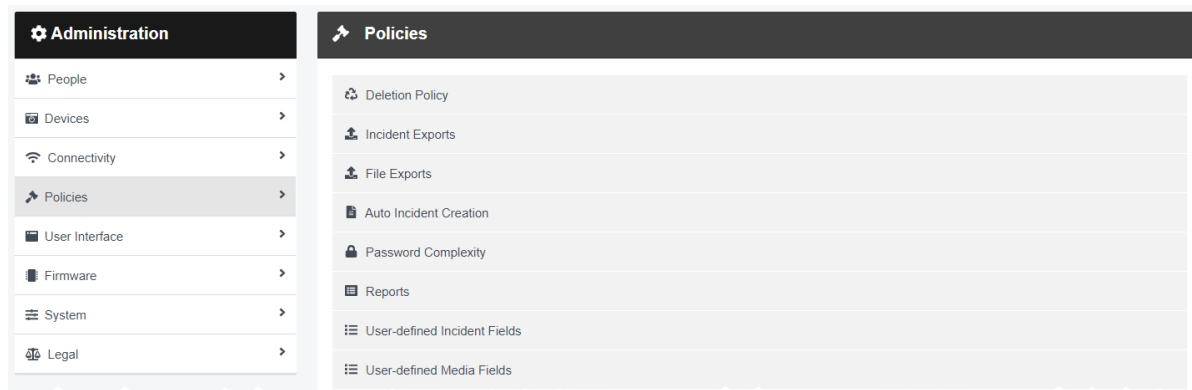 Administration
People
Devices
Connectivity
Policies
User Interface
Firmware
System
Legal
Policies
Deletion Policy
Incident Exports
File Exports
Auto Incident Creation
Password Complexity
Reports
User-defined Incident Fields
User-defined Media Fields